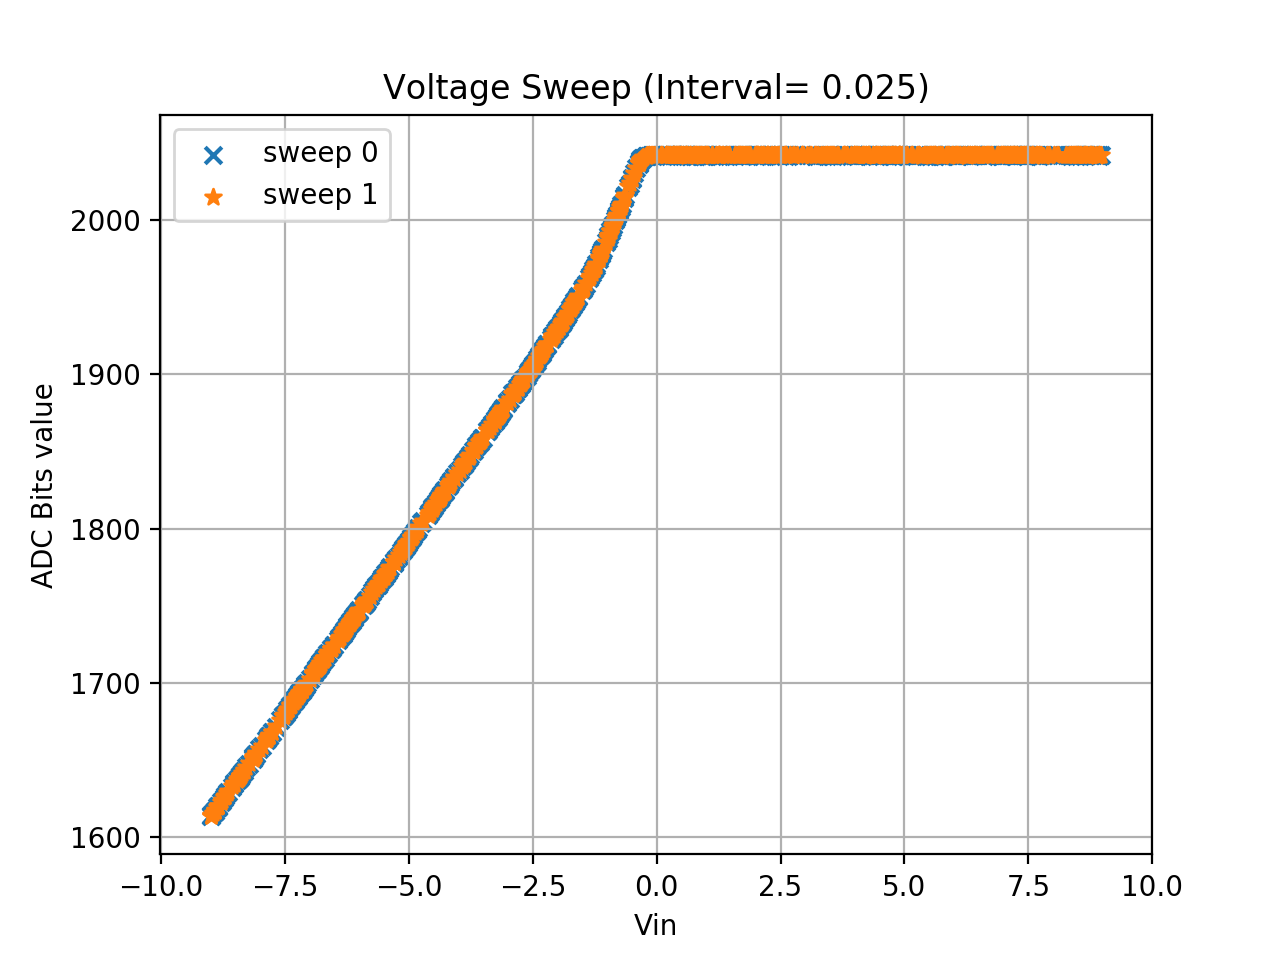 Voltage Sweep (Interval= 0.025)
sweep 0
sweep 1
2000
1900
1800
1700
1600
ADC Bits value
−10.0 −7.5 −5.0 −2.5 0.0 2.5 5.0 7.5 10.0
Vin